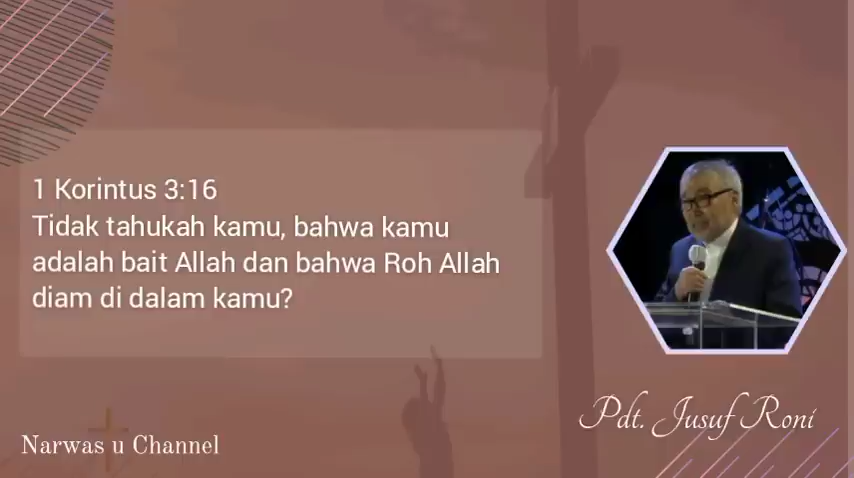 1 Korintus 3:16
Tidak tahukah kamu, bahwa kamu
adalah bait Allah dan bahwa Roh Allah
diam di dalam kamu?
Pdt. Jusuf Roni
Narwas u Channel